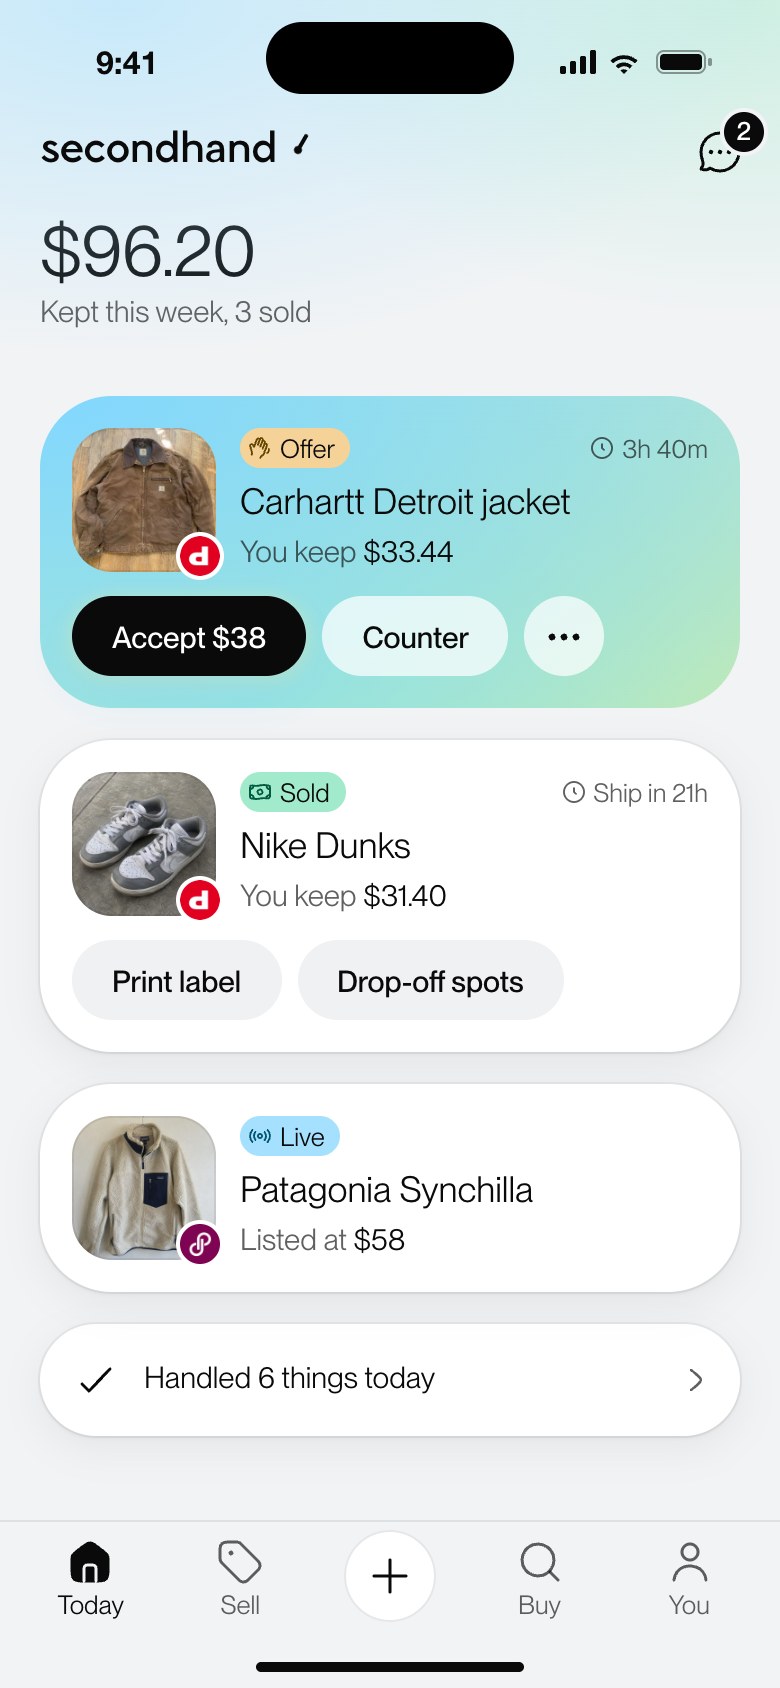 9:41
secondhand
2
$96.20
Kept this week, 3 sold
Offer
3h 40m
Carhartt Detroit jacket
You keep $33.44
Accept $38
Counter
Sold
Ship in 21h
Nike Dunks
You keep $31.40
Print label
Drop-off spots
Live
Patagonia Synchilla
Listed at $58
Handled 6 things today
Today
Sell
Buy
You